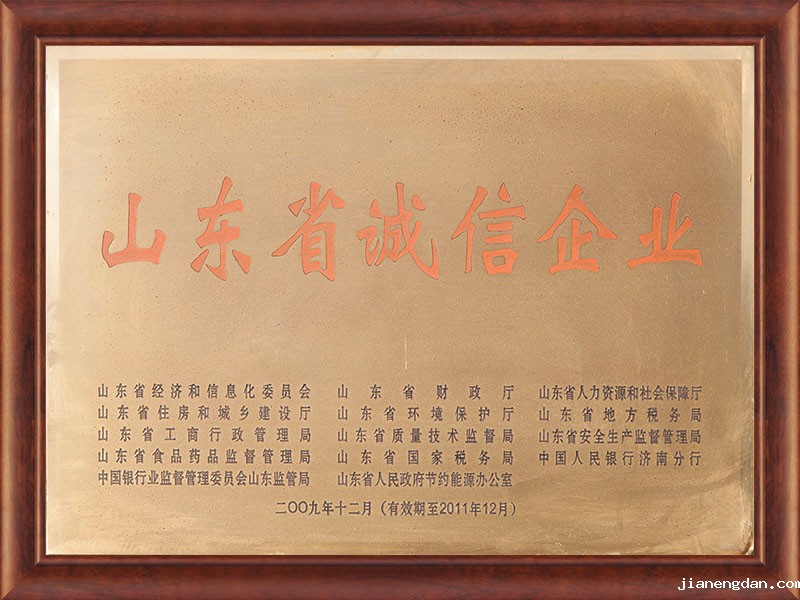 山东省诚信企业
山东省经济和信息化委员会 山东省财政厅 山东省人力资源和社会保障厅
山东省住房和城乡建设厅 山东省环境保护厅 山东省地方税务局
山东省工商行政管理局 山东省质量技术监督局 山东省安全生产监督管理局
山东省食品药品监督管理局 山东省国家税务局 中国人民银行济南分行
中国银行业监督管理委员会山东监管局 山东省人民政府节约能源办公室
二〇〇九年十二月（有效期至2011年12月）
jianengdan.com